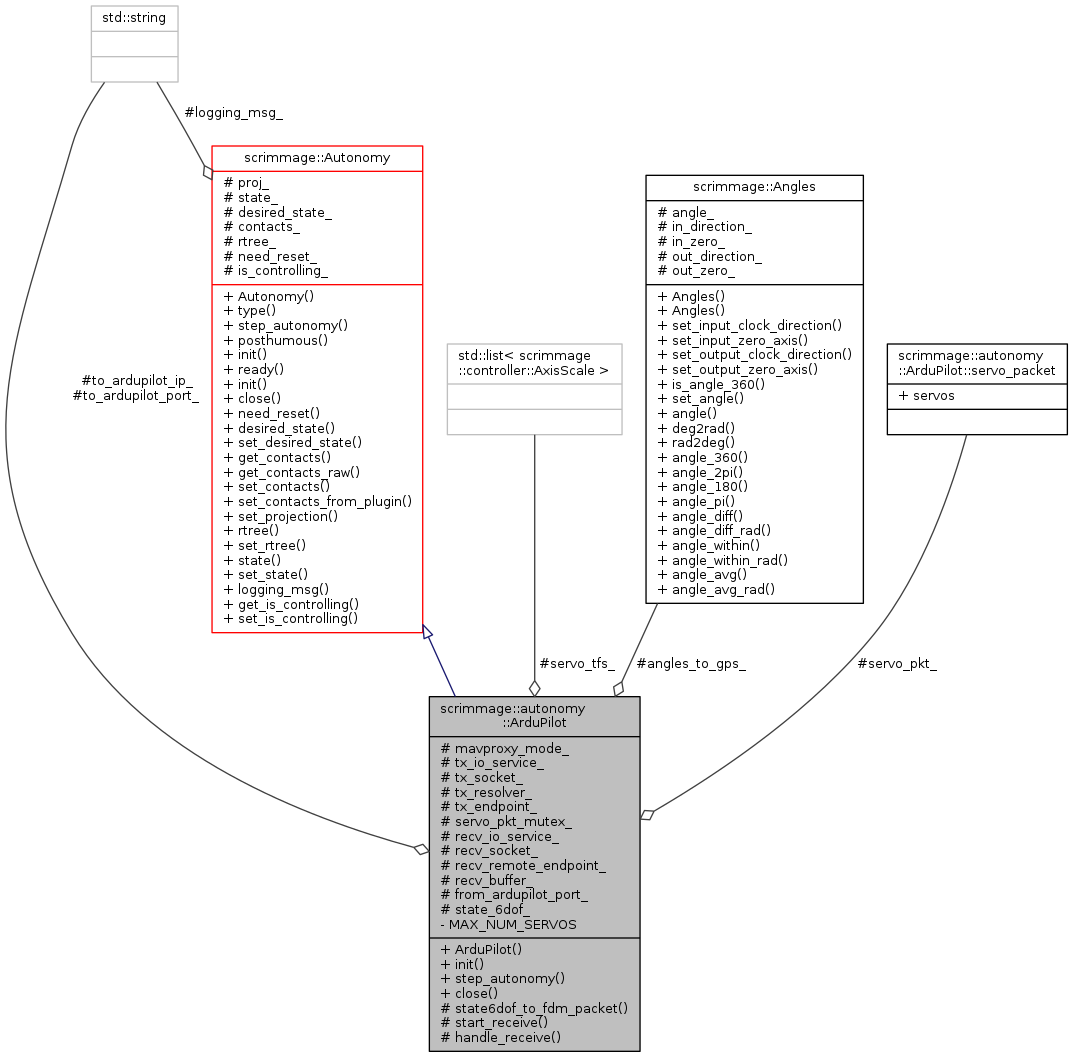 std::string
#logging_msg_
scrimmage::Autonomy
# proj_
# state_
# desired_state_
# contacts_
# rtree_
# need_reset_
# is_controlling_
+ Autonomy()
+ type()
+ step_autonomy()
+ posthumous()
+ init()
+ ready()
+ init()
+ close()
+ need_reset()
+ desired_state()
+ set_desired_state()
+ get_contacts()
+ get_contacts_raw()
+ set_contacts()
+ set_contacts_from_plugin()
+ set_projection()
+ rtree()
+ set_rtree()
+ state()
+ set_state()
+ logging_msg()
+ get_is_controlling()
+ set_is_controlling()
scrimmage::Angles
# angle_
# in_direction_
# in_zero_
# out_direction_
# out_zero_
+ Angles()
+ Angles()
+ set_input_clock_direction()
+ set_input_zero_axis()
+ set_output_clock_direction()
+ set_output_zero_axis()
+ is_angle_360()
+ set_angle()
+ angle()
+ deg2rad()
+ rad2deg()
+ angle_360()
+ angle_2pi()
+ angle_180()
+ angle_pi()
+ angle_diff()
+ angle_diff_rad()
+ angle_within()
+ angle_within_rad()
+ angle_avg()
+ angle_avg_rad()
std::list< scrimmage
::controller::AxisScale >
scrimmage::autonomy
::ArduPilot::servo_packet
+ servos
#to_ardupilot_ip_
#to_ardupilot_port_
#servo_tfs_
#angles_to_gps_
#servo_pkt_
scrimmage::autonomy
::ArduPilot
# mavproxy_mode_
# tx_io_service_
# tx_socket_
# tx_resolver_
# tx_endpoint_
# servo_pkt_mutex_
# recv_io_service_
# recv_socket_
# recv_remote_endpoint_
# recv_buffer_
# from_ardupilot_port_
# state_6dof_
- MAX_NUM_SERVOS
+ ArduPilot()
+ init()
+ step_autonomy()
+ close()
# state6dof_to_fdm_packet()
# start_receive()
# handle_receive()